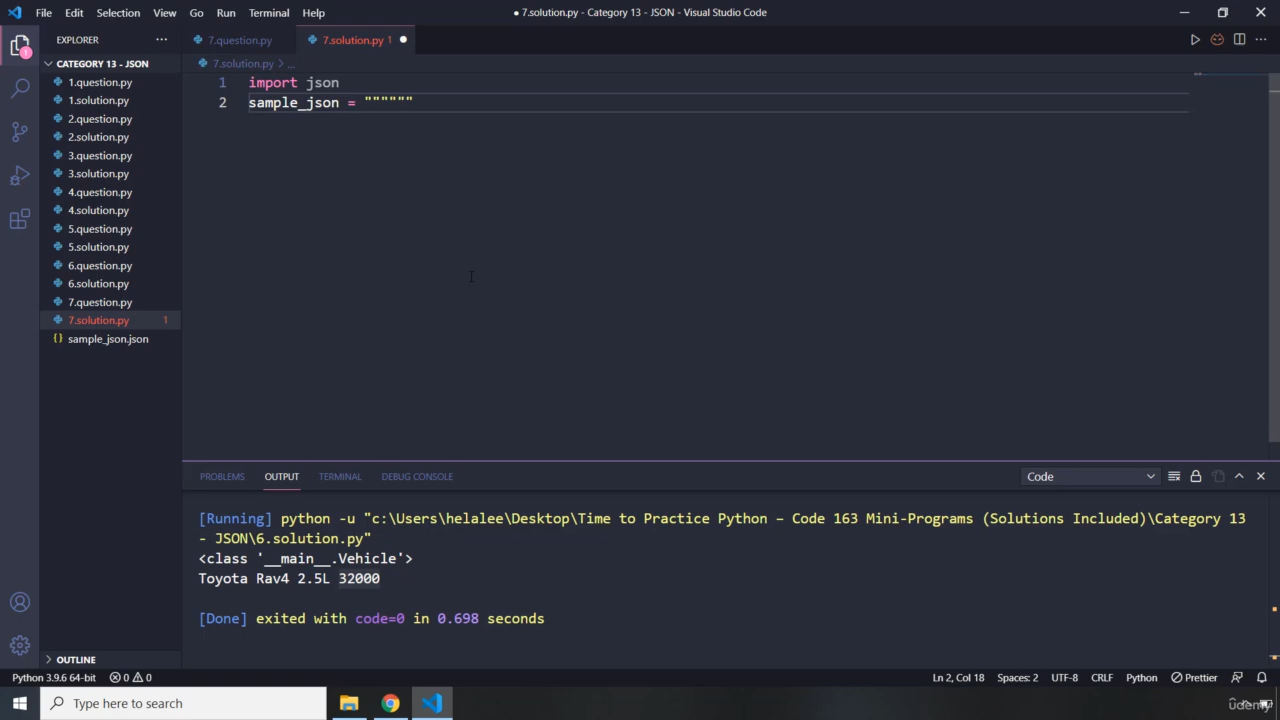 File Edit Selection View Go Run Terminal Help
● 7.solution.py - Category 13 - JSON - Visual Studio Code
EXPLORER
7.question.py
7.solution.py 1
CATEGORY 13 - JSON
7.solution.py > ...
1.question.py
1.solution.py
2.question.py
2.solution.py
3.question.py
3.solution.py
4.question.py
4.solution.py
5.question.py
5.solution.py
6.question.py
6.solution.py
7.question.py
7.solution.py 1
{} sample_json.json
OUTLINE
1 import json
2 sample_json = """"""
PROBLEMS OUTPUT TERMINAL DEBUG CONSOLE
Code
[Running] python -u "c:\Users\helalee\Desktop\Time to Practice Python – Code 163 Mini-Programs (Solutions Included)\Category 13
- JSON\6.solution.py"
<class '__main__.Vehicle'>
Toyota Rav4 2.5L 32000
[Done] exited with code=0 in 0.698 seconds
Python 3.9.6 64-bit 0 0
Ln 2, Col 18 Spaces: 2 UTF-8 CRLF Python Prettier
Type here to search
udemy